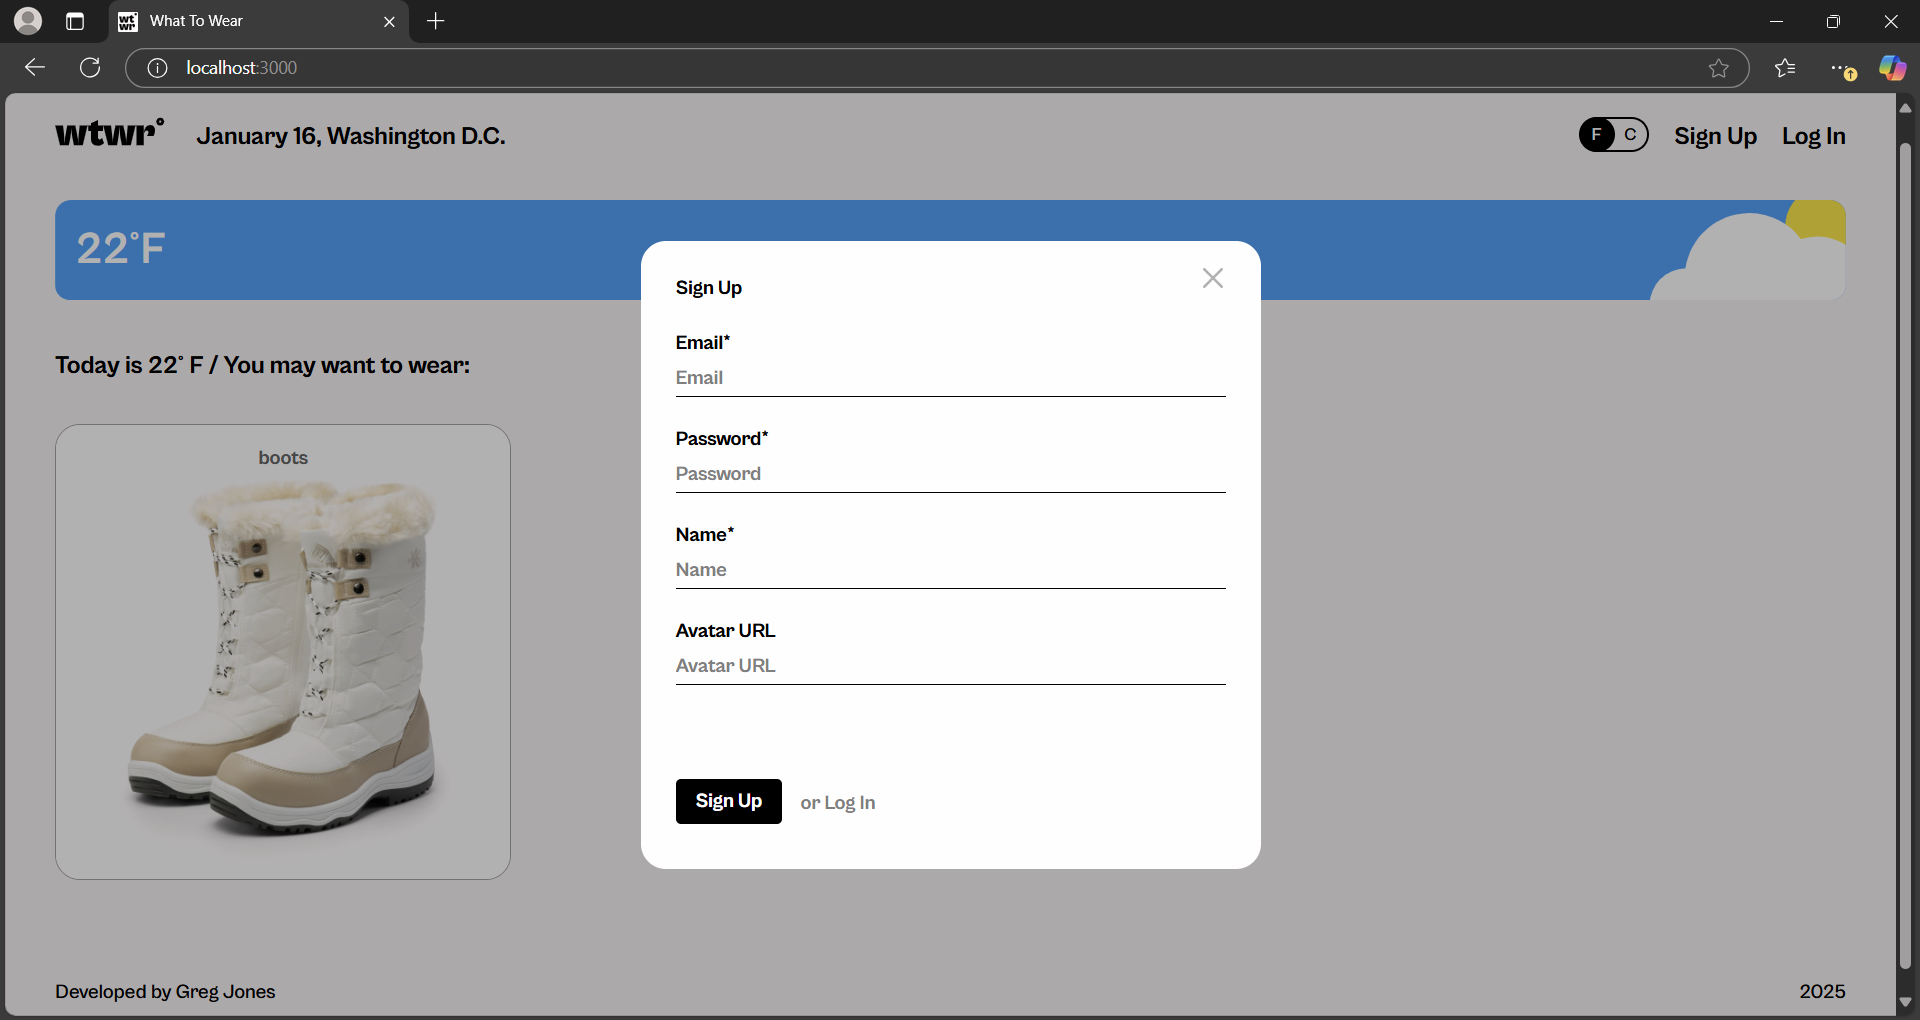 What To Wear
localhost:3000
wtwr°
January 16, Washington D.C.
F C
Sign Up
Log In
22°F
Today is 22° F / You may want to wear:
boots
Sign Up
Email*
Email
Password*
Password
Name*
Name
Avatar URL
Avatar URL
Sign Up
or Log In
Developed by Greg Jones
2025